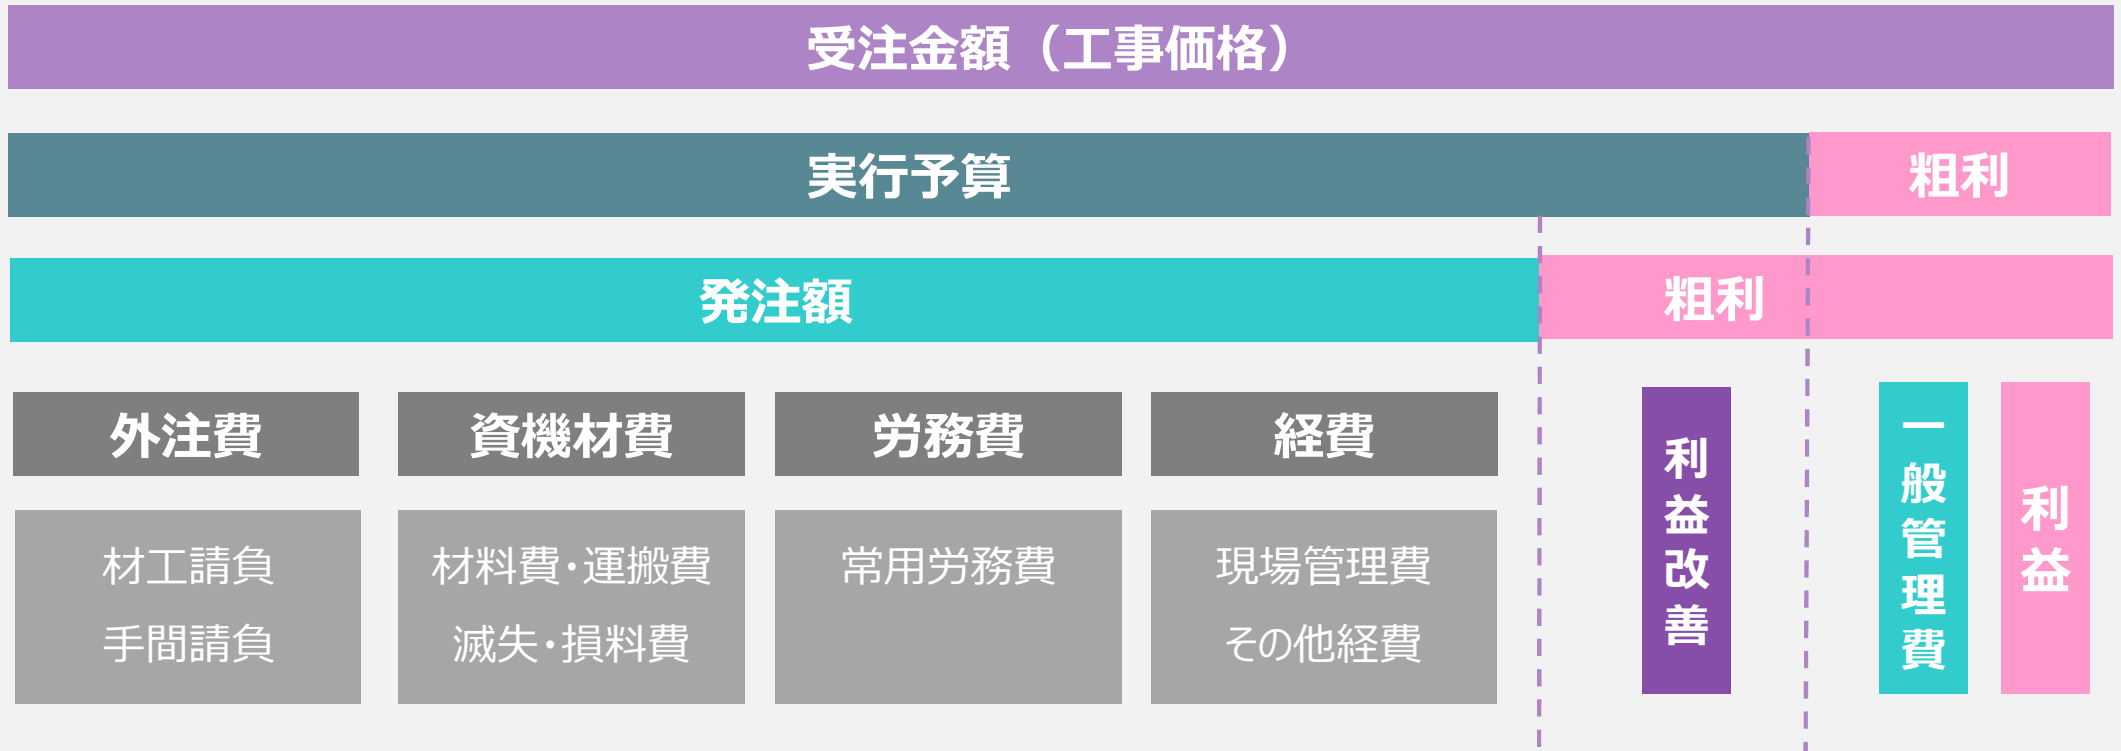 受注金額（工事価格）
実行予算
粗利
発注額
粗利
外注費
資機材費
労務費
経費
材工請負
手間請負
材料費・運搬費
滅失・損料費
常用労務費
現場管理費
その他経費
利益改善
一般管理費
利益